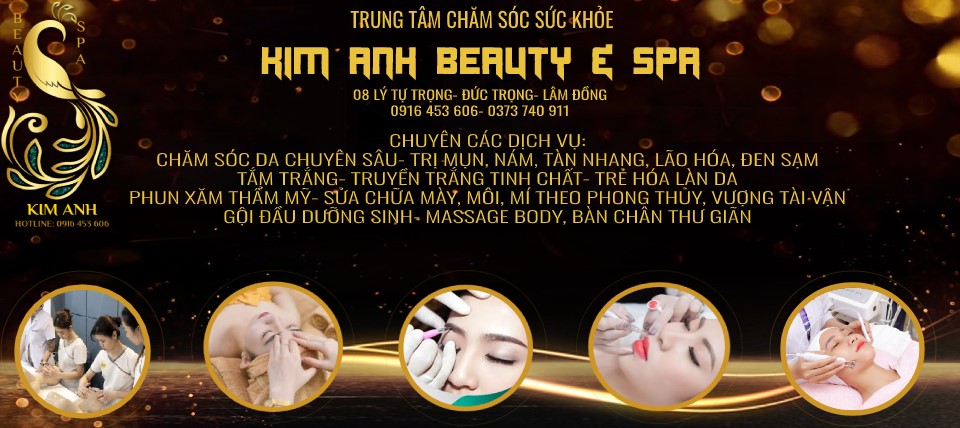 BEAUTY
SPA
KIM ANH
HOTLINE: 0916 453 606
TRUNG TÂM CHĂM SÓC SỨC KHỎE
KIM ANH BEAUTY & SPA
08 LÝ TỰ TRỌNG- ĐỨC TRỌNG- LÂM ĐỒNG
0916 453 606- 0373 740 911
CHUYÊN CÁC DỊCH VỤ:
CHĂM SÓC DA CHUYÊN SÂU- TRỊ MỤN, NÁM, TÀN NHANG, LÃO HÓA, ĐEN SẠM
TẮM TRẮNG- TRUYỀN TRẮNG TINH CHẤT- TRẺ HÓA LÀN DA
PHUN XĂM THẨM MỸ- SỬA CHỮA MÀY, MÔI, MÍ THEO PHONG THỦY, VƯỢNG TÀI VẬN
GỘI ĐẦU DƯỠNG SINH- MASSAGE BODY, BÀN CHÂN THƯ GIÃN